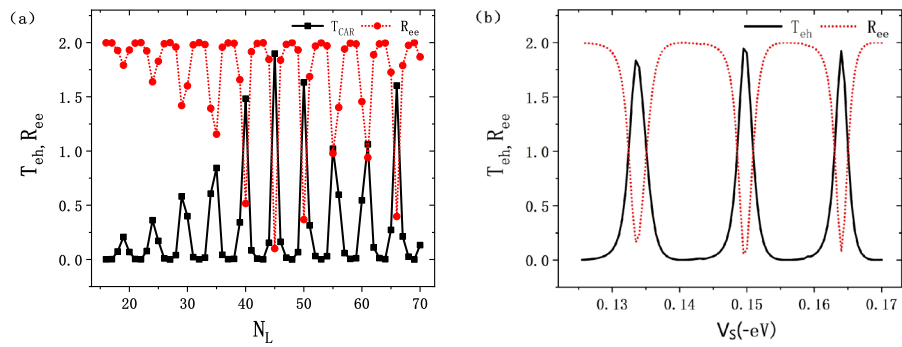 (a)
T_CAR R_ee
T_eh, R_ee
2.0
1.5
1.0
0.5
0.0
20 30 40 50 60 70
N_L
(b)
T_eh R_ee
T_eh, R_ee
2.0
1.5
1.0
0.5
0.0
0.13 0.14 0.15 0.16 0.17
V_S(-eV)